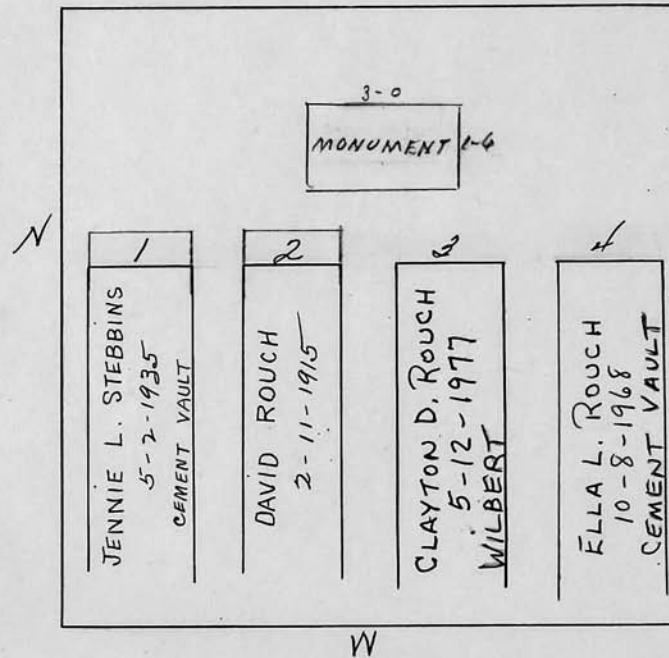 3-0
MONUMENT 1-6
N
1
2
3
4
JENNIE L. STEBBINS
5-2-1935
CEMENT VAULT
DAVID ROUCH
2-11-1915
CLAYTON D. ROUCH
5-12-1977
WILBERT
ELLA L. ROUCH
10-8-1968
CEMENT VAULT
W